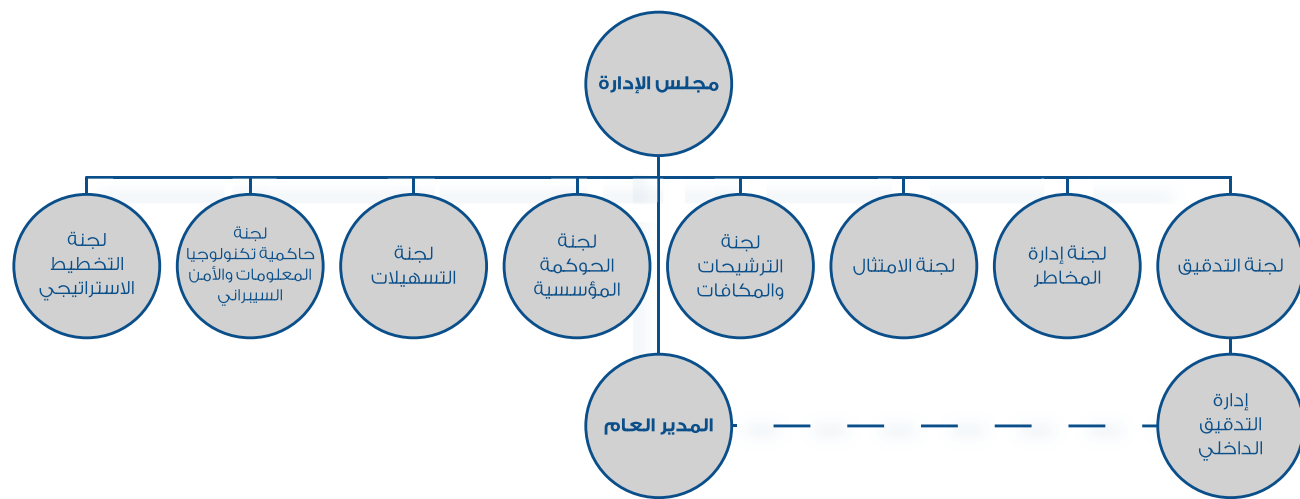 مجلس الإدارة
لجنة التدقيق
لجنة إدارة
المخاطر
لجنة الامتثال
لجنة
الترشيحات
والمكافات
لجنة
الحوكمة
المؤسسية
لجنة
التسهيلات
لجنة
حاكمية تكنولوجيا
المعلومات والأمن
السيبراني
لجنة
التخطيط
الاستراتيجي
إدارة
التدقيق
الداخلي
المدير العام